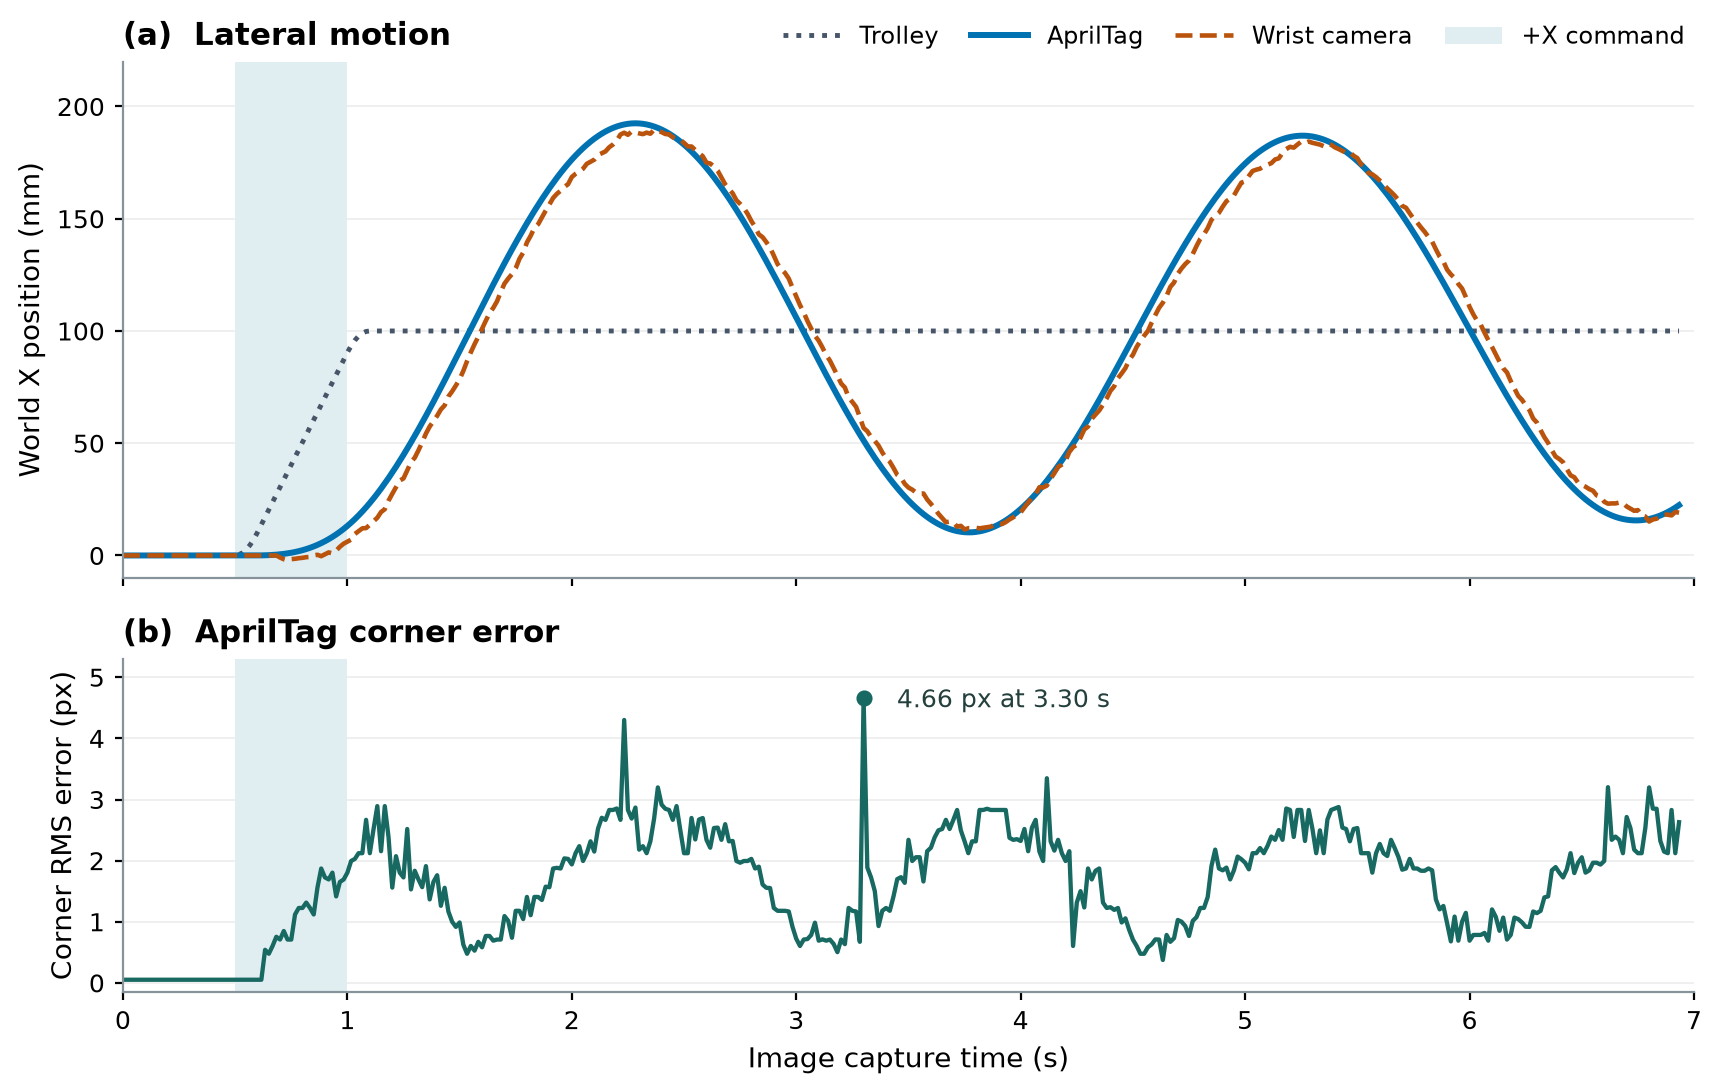 (a) Lateral motion
Trolley
AprilTag
Wrist camera
+X command
World X position (mm)
200
150
100
50
0
(b) AprilTag corner error
Corner RMS error (px)
5
4
3
2
1
0
4.66 px at 3.30 s
0 1 2 3 4 5 6 7
Image capture time (s)